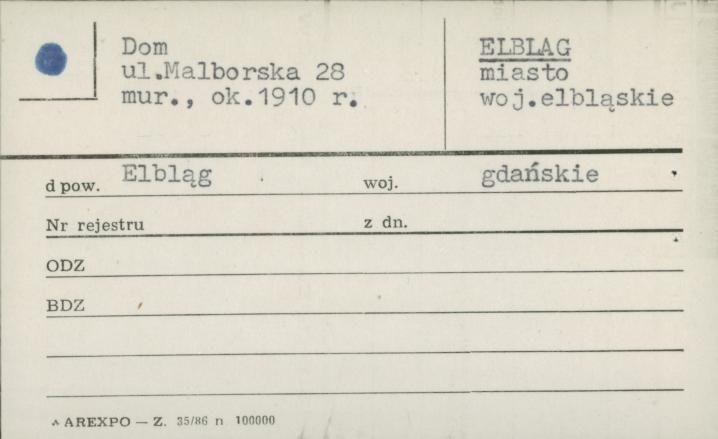 Dom
ul.Malborska 28
mur., ok.1910 r.
ELBLAG
miasto
woj.elbląskie
d pow. Elbląg woj. gdańskie
Nr rejestru z dn.
ODZ
BDZ
AREXPO — Z. 35/86 n 100000